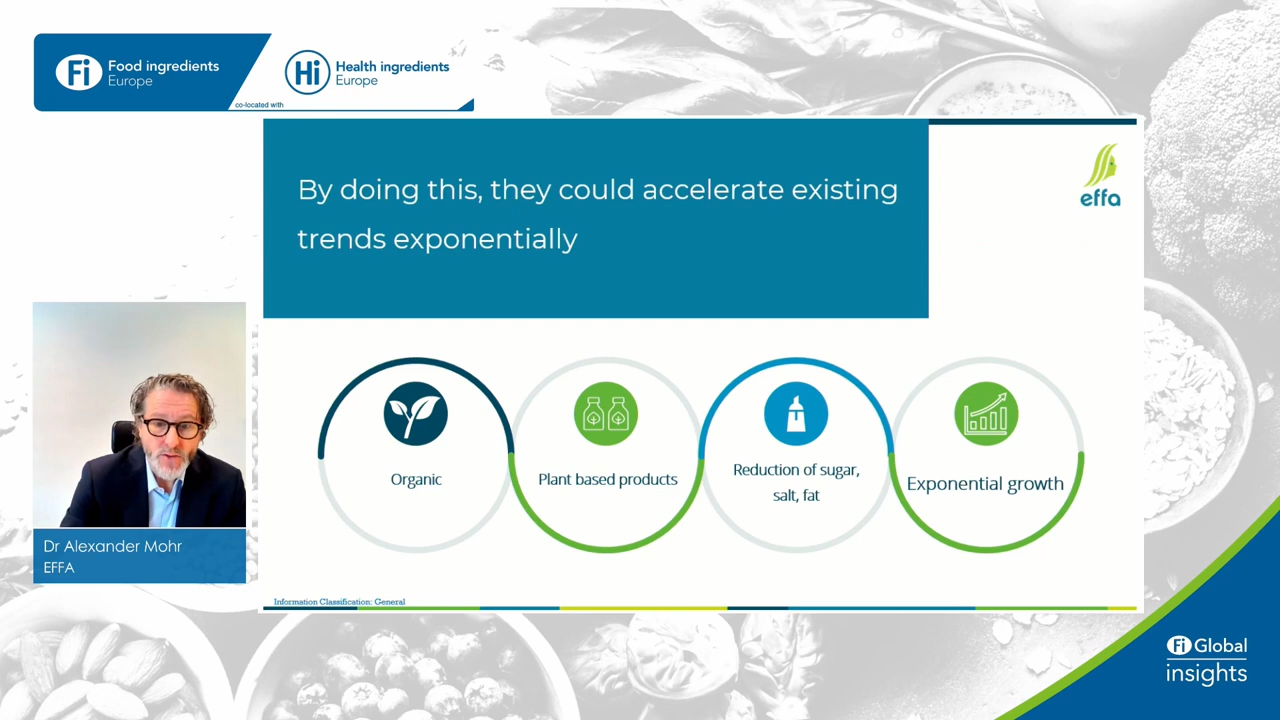 Fi
Food ingredients
Europe
co-located with
Hi
Health ingredients
Europe
By doing this, they could accelerate existing
trends exponentially
effa
Organic
Plant based products
Reduction of sugar,
salt, fat
Exponential growth
Dr Alexander Mohr
EFFA
Information Classification: General
Fi Global
insights